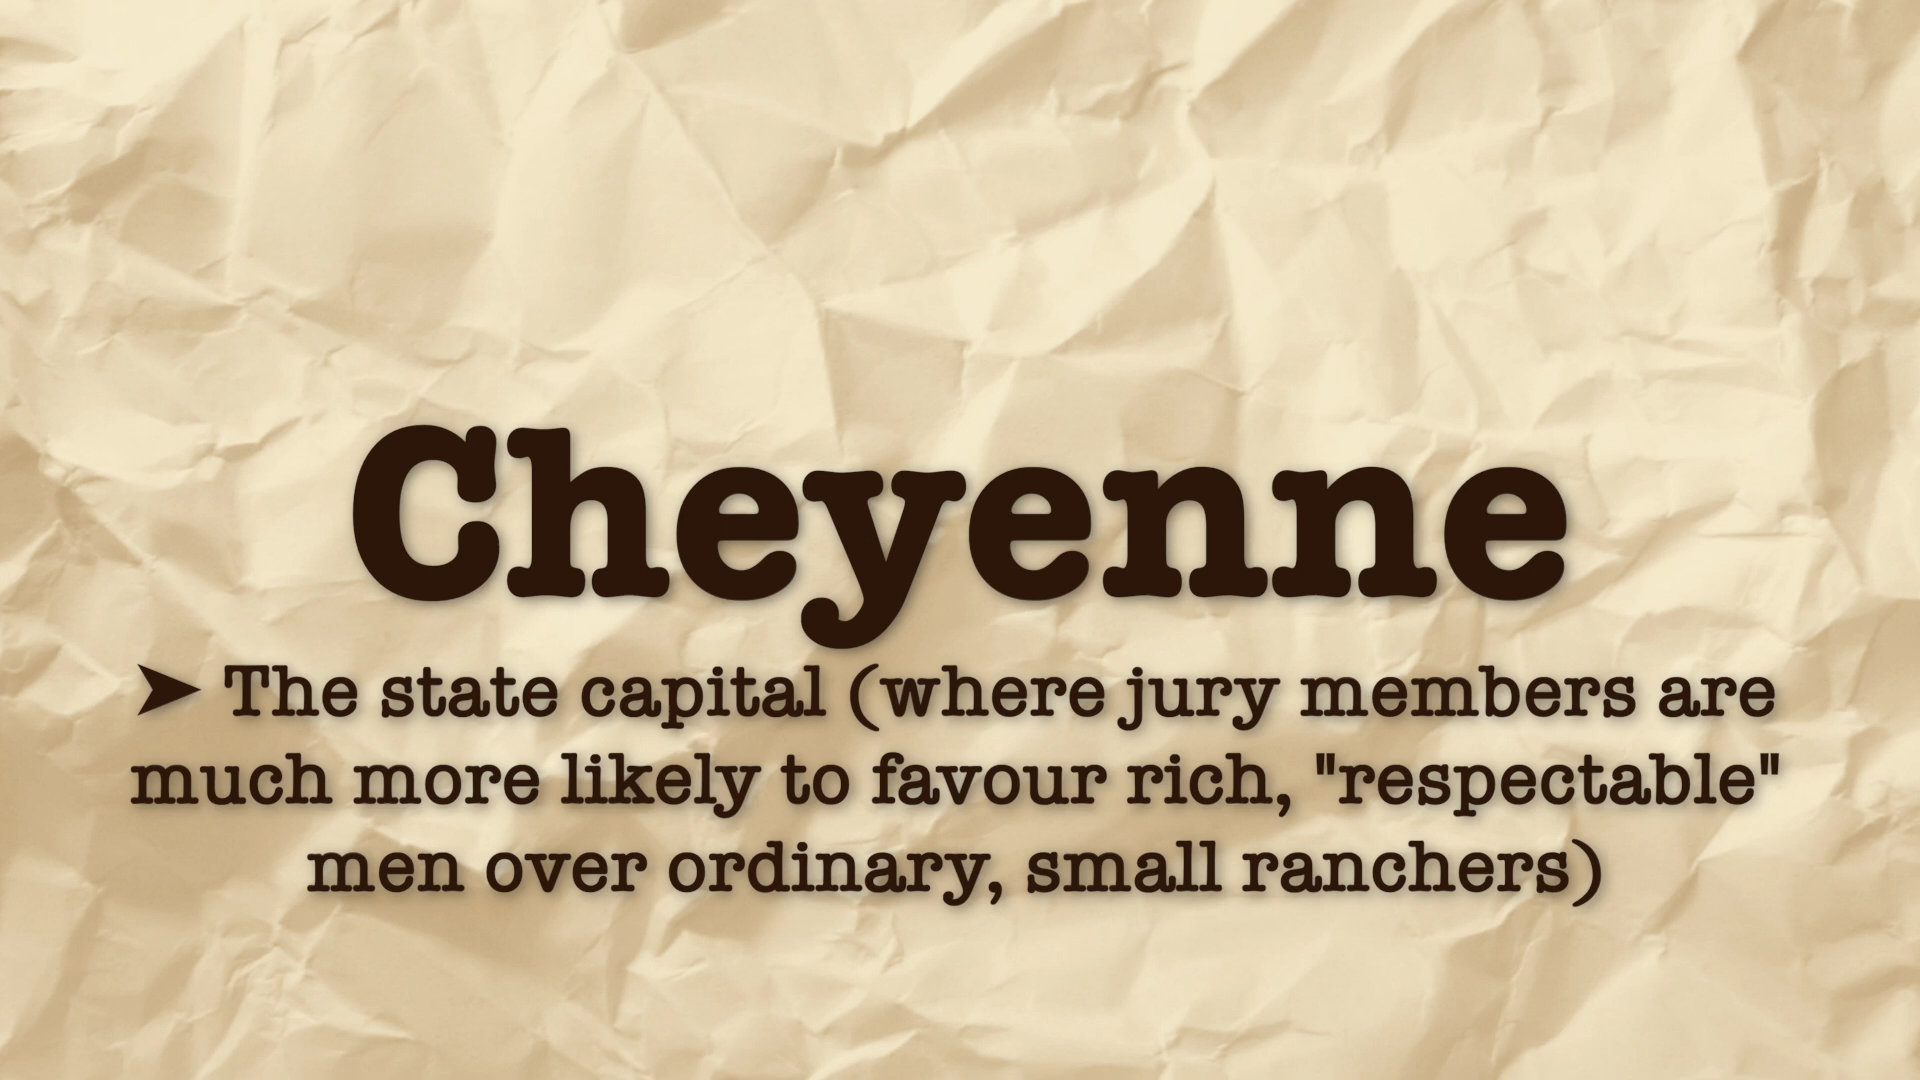 Cheyenne
➤ The state capital (where jury members are
much more likely to favour rich, "respectable"
men over ordinary, small ranchers)